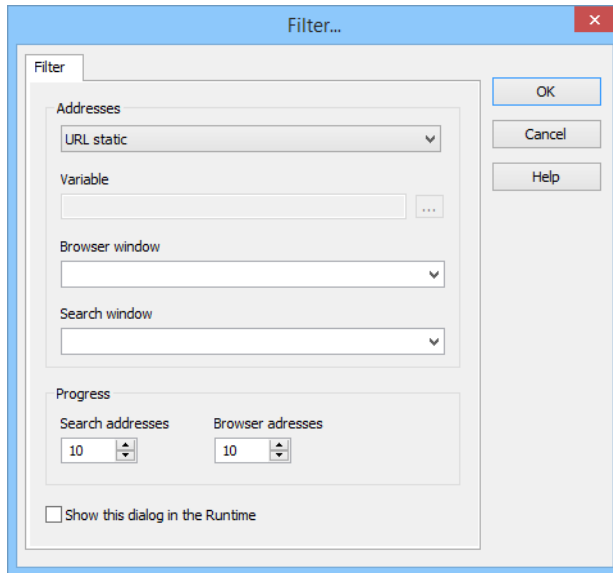 Filter...
Filter
OK
Addresses
URL static
Cancel
Variable
...
Help
Browser window
Search window
Progress
Search addresses Browser adresses
10 10
Show this dialog in the Runtime